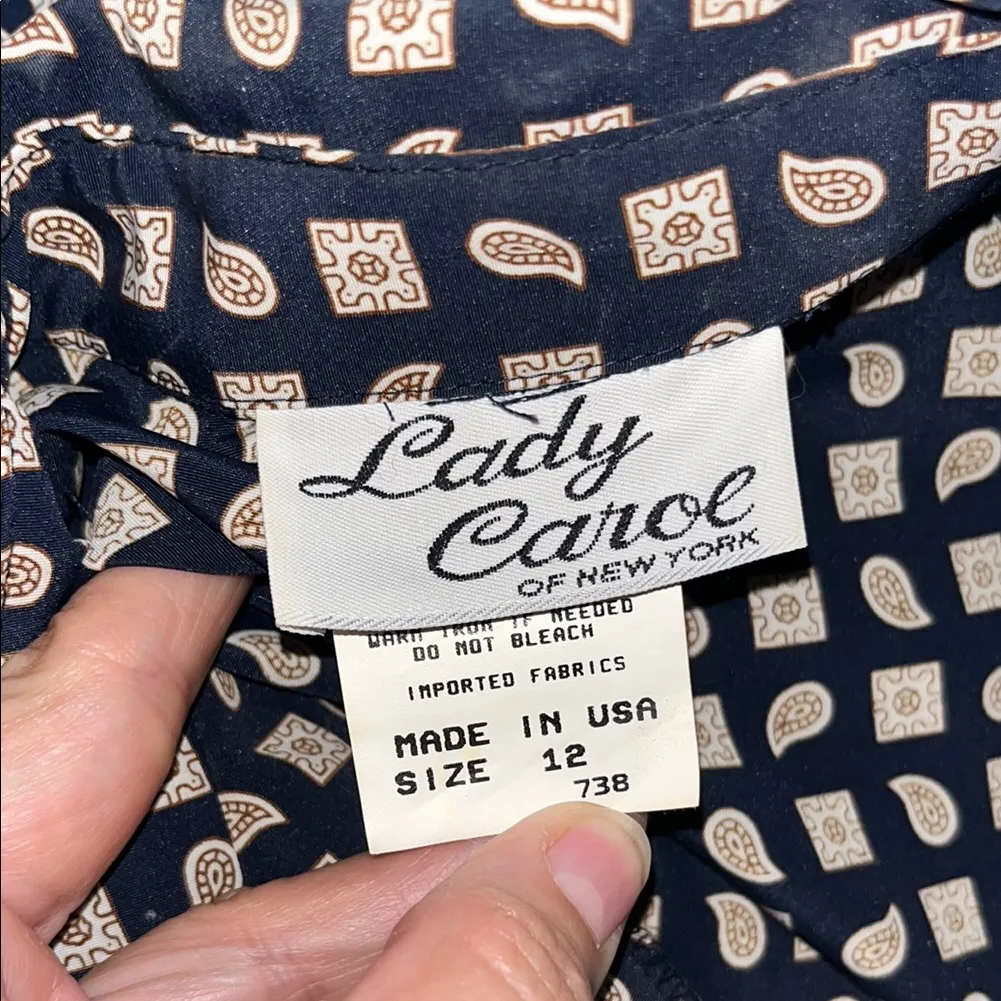 Lady
Carol
OF NEW YORK
WARM IRON IF NEEDED
DO NOT BLEACH
IMPORTED FABRICS
MADE IN USA
SIZE 12
738